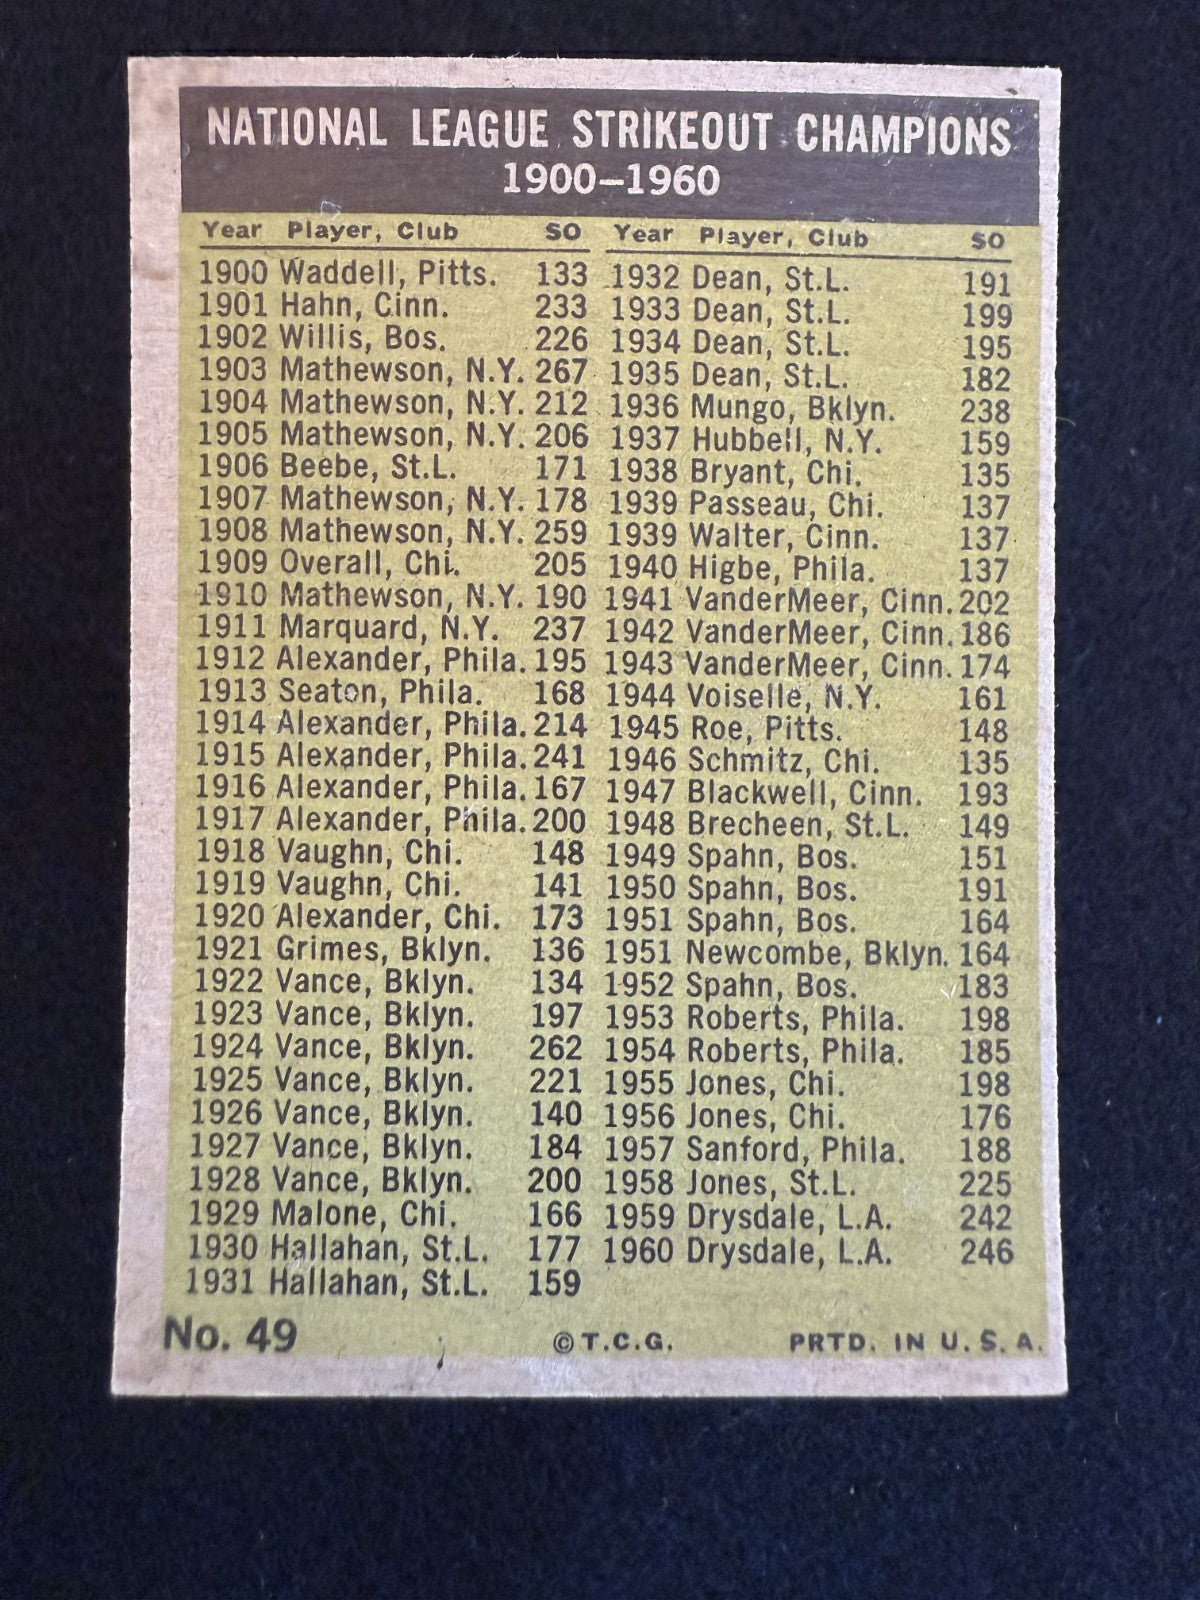 NATIONAL LEAGUE STRIKEOUT CHAMPIONS
1900–1960
Year Player, Club SO
1900 Waddell, Pitts. 133
1901 Hahn, Cinn. 233
1902 Willis, Bos. 226
1903 Mathewson, N.Y. 267
1904 Mathewson, N.Y. 212
1905 Mathewson, N.Y. 206
1906 Beebe, St.L. 171
1907 Mathewson, N.Y. 178
1908 Mathewson, N.Y. 259
1909 Overall, Chi. 205
1910 Mathewson, N.Y. 190
1911 Marquard, N.Y. 237
1912 Alexander, Phila. 195
1913 Seaton, Phila. 168
1914 Alexander, Phila. 214
1915 Alexander, Phila. 241
1916 Alexander, Phila. 167
1917 Alexander, Phila. 200
1918 Vaughn, Chi. 148
1919 Vaughn, Chi. 141
1920 Alexander, Chi. 173
1921 Grimes, Bklyn. 136
1922 Vance, Bklyn. 134
1923 Vance, Bklyn. 197
1924 Vance, Bklyn. 262
1925 Vance, Bklyn. 221
1926 Vance, Bklyn. 140
1927 Vance, Bklyn. 184
1928 Vance, Bklyn. 200
1929 Malone, Chi. 166
1930 Hallahan, St.L. 177
1931 Hallahan, St.L. 159
Year Player, Club SO
1932 Dean, St.L. 191
1933 Dean, St.L. 199
1934 Dean, St.L. 195
1935 Dean, St.L. 182
1936 Mungo, Bklyn. 238
1937 Hubbell, N.Y. 159
1938 Bryant, Chi. 135
1939 Passeau, Chi. 137
1939 Walter, Cinn. 137
1940 Higbe, Phila. 137
1941 VanderMeer, Cinn. 202
1942 VanderMeer, Cinn. 186
1943 VanderMeer, Cinn. 174
1944 Voiselle, N.Y. 161
1945 Roe, Pitts. 148
1946 Schmitz, Chi. 135
1947 Blackwell, Cinn. 193
1948 Brecheen, St.L. 149
1949 Spahn, Bos. 151
1950 Spahn, Bos. 191
1951 Spahn, Bos. 164
1951 Newcombe, Bklyn. 164
1952 Spahn, Bos. 183
1953 Roberts, Phila. 198
1954 Roberts, Phila. 185
1955 Jones, Chi. 198
1956 Jones, Chi. 176
1957 Sanford, Phila. 188
1958 Jones, St.L. 225
1959 Drysdale, L.A. 242
1960 Drysdale, L.A. 246
No. 49 © T.C.G. PRTD. IN U.S.A.